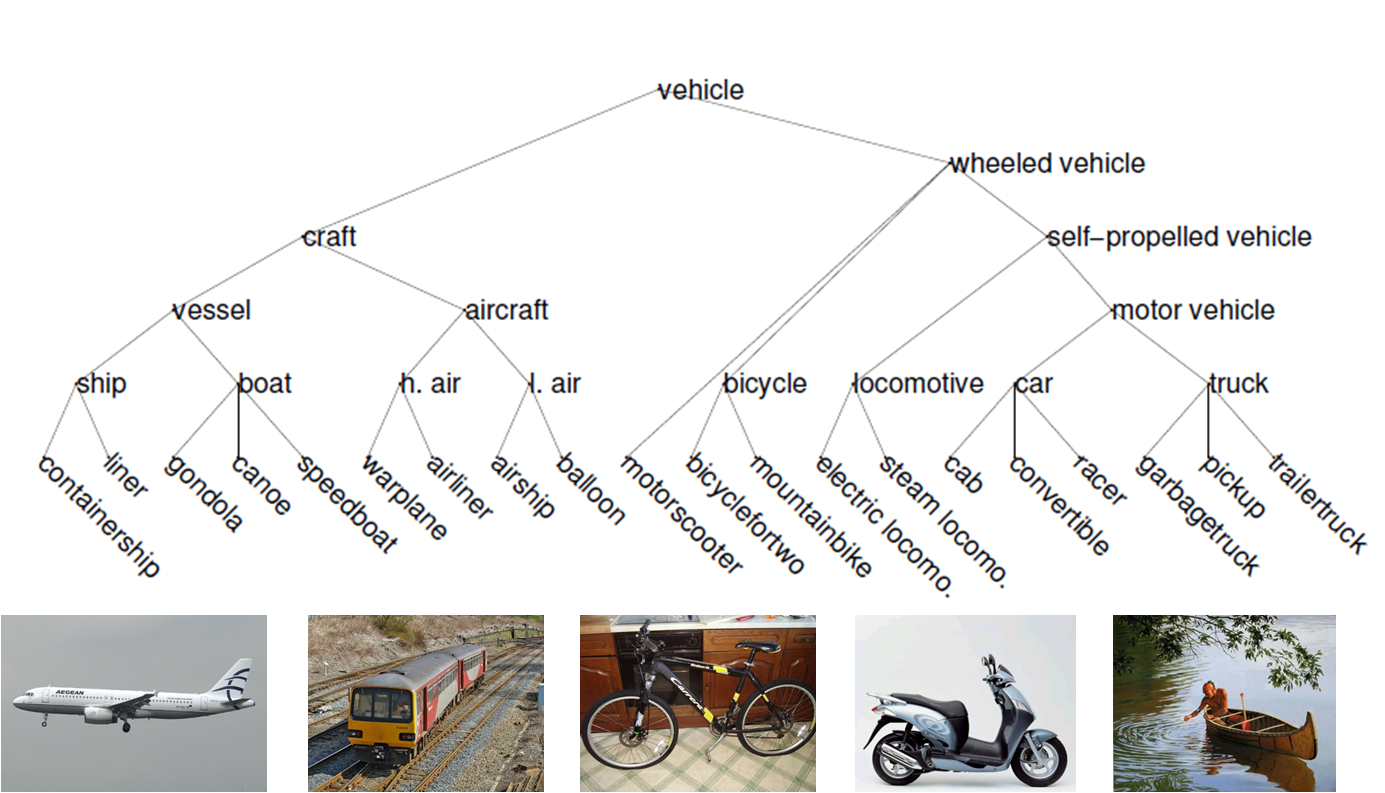 vehicle
wheeled vehicle
craft
self–propelled vehicle
vessel
aircraft
motor vehicle
ship
boat
h. air
l. air
bicycle
locomotive
car
truck
containership
liner
gondola
canoe
speedboat
warplane
airliner
airship
balloon
motorscooter
bicyclefortwo
mountainbike
electric locomo.
steam locomo.
cab
convertible
racer
garbagetruck
pickup
trailertruck
AEGEAN